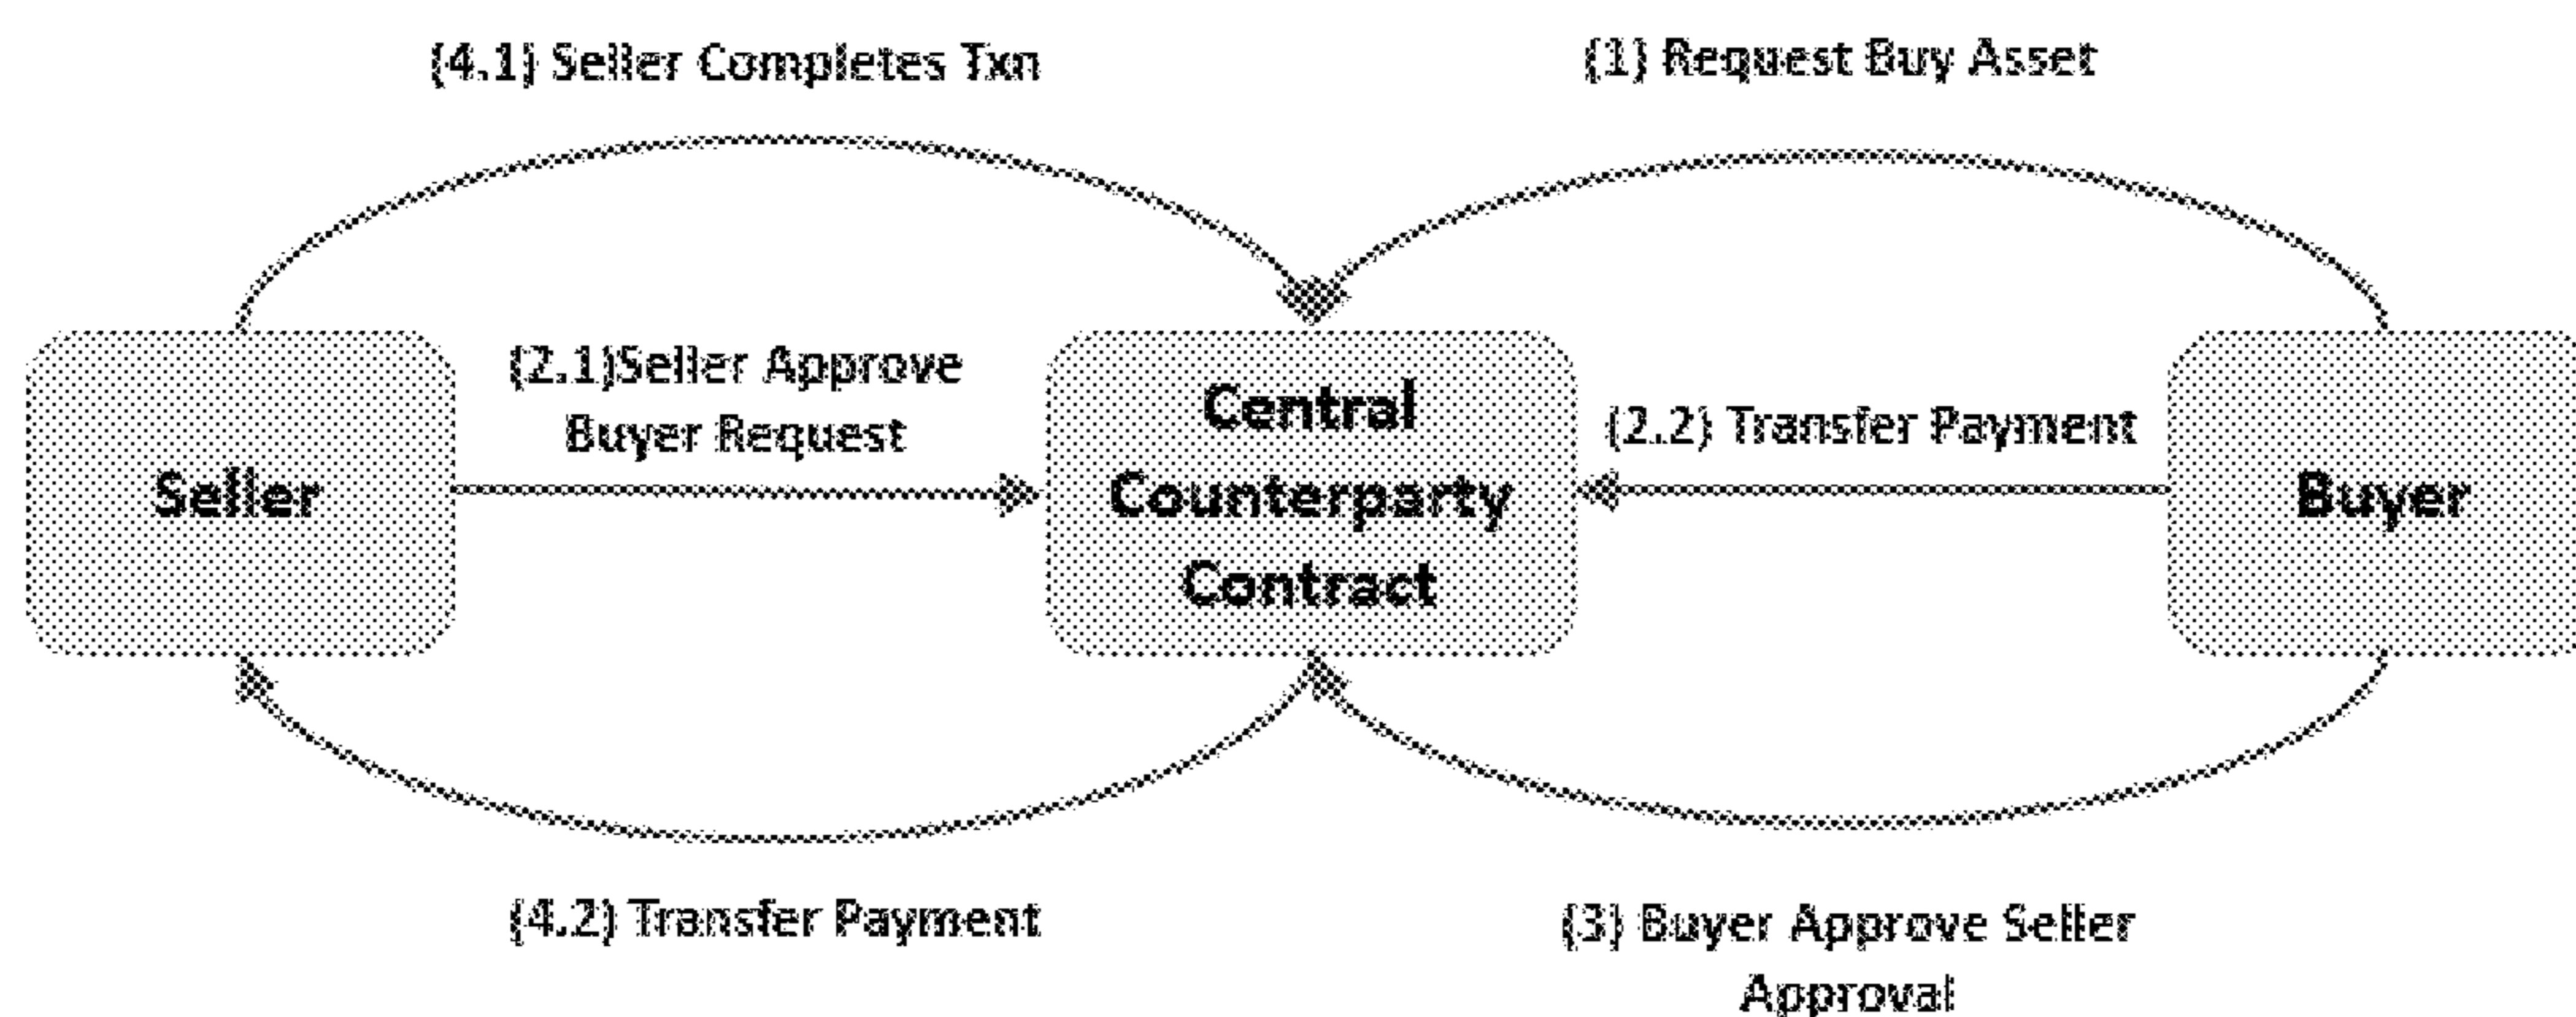 (4.1) Seller Completes Txn
(1) Request Buy Asset
(2.1)Seller Approve
Buyer Request
Seller
Central
Counterparty
Contract
(2.2) Transfer Payment
Buyer
(4.2) Transfer Payment
(3) Buyer Approve Seller
Approval